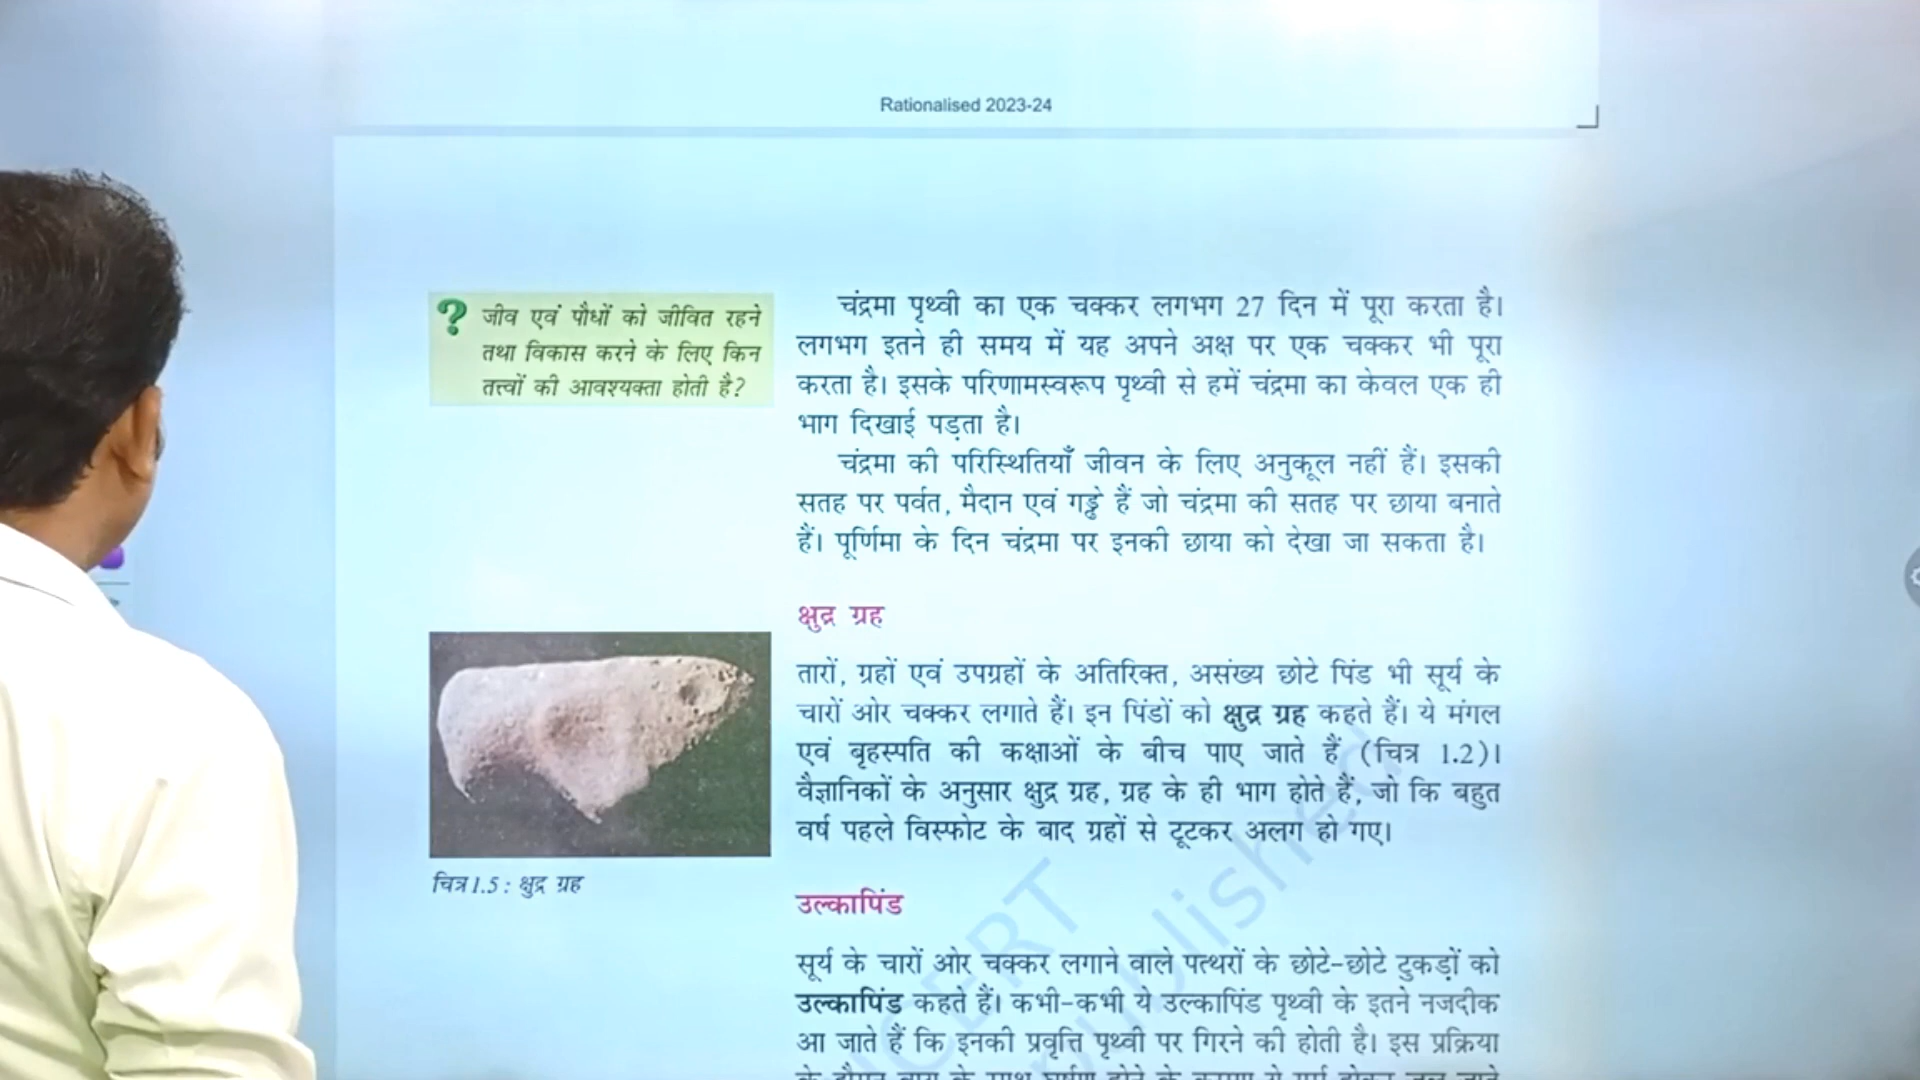 Rationalised 2023-24
? जीव एवं पौधों को जीवित रहने
तथा विकास करने के लिए किन
तत्त्वों की आवश्यक्ता होती है?
चंद्रमा पृथ्वी का एक चक्कर लगभग 27 दिन में पूरा करता है।
लगभग इतने ही समय में यह अपने अक्ष पर एक चक्कर भी पूरा
करता है। इसके परिणामस्वरूप पृथ्वी से हमें चंद्रमा का केवल एक ही
भाग दिखाई पड़ता है।
चंद्रमा की परिस्थितियाँ जीवन के लिए अनुकूल नहीं हैं। इसकी
सतह पर पर्वत, मैदान एवं गड्ढे हैं जो चंद्रमा की सतह पर छाया बनाते
हैं। पूर्णिमा के दिन चंद्रमा पर इनकी छाया को देखा जा सकता है।
क्षुद्र ग्रह
तारों, ग्रहों एवं उपग्रहों के अतिरिक्त, असंख्य छोटे पिंड भी सूर्य के
चारों ओर चक्कर लगाते हैं। इन पिंडों को क्षुद्र ग्रह कहते हैं। ये मंगल
एवं बृहस्पति की कक्षाओं के बीच पाए जाते हैं (चित्र 1.2)।
वैज्ञानिकों के अनुसार क्षुद्र ग्रह, ग्रह के ही भाग होते हैं, जो कि बहुत
वर्ष पहले विस्फोट के बाद ग्रहों से टूटकर अलग हो गए।
चित्र 1.5 : क्षुद्र ग्रह
उल्कापिंड
सूर्य के चारों ओर चक्कर लगाने वाले पत्थरों के छोटे-छोटे टुकड़ों को
उल्कापिंड कहते हैं। कभी-कभी ये उल्कापिंड पृथ्वी के इतने नजदीक
आ जाते हैं कि इनकी प्रवृत्ति पृथ्वी पर गिरने की होती है। इस प्रक्रिया
NCERT
published